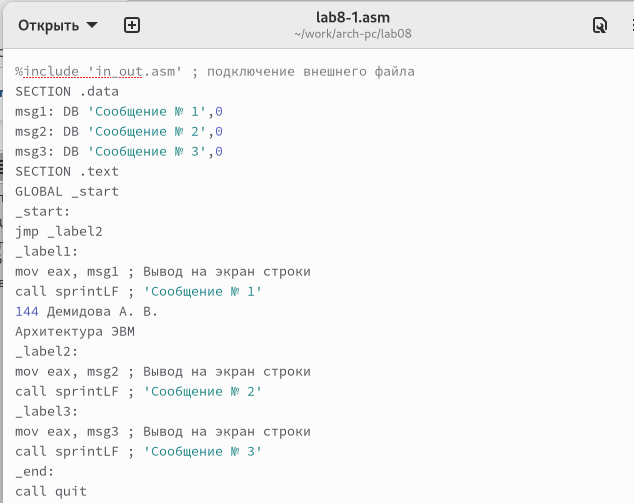 Открыть
lab8-1.asm
~/work/arch-pc/lab08
%include 'in_out.asm' ; подключение внешнего файла
SECTION .data
msg1: DB 'Сообщение № 1',0
msg2: DB 'Сообщение № 2',0
msg3: DB 'Сообщение № 3',0
SECTION .text
GLOBAL _start
_start:
jmp _label2
_label1:
mov eax, msg1 ; Вывод на экран строки
call sprintLF ; 'Сообщение № 1'
144 Демидова А. В.
Архитектура ЭВМ
_label2:
mov eax, msg2 ; Вывод на экран строки
call sprintLF ; 'Сообщение № 2'
_label3:
mov eax, msg3 ; Вывод на экран строки
call sprintLF ; 'Сообщение № 3'
_end:
call quit